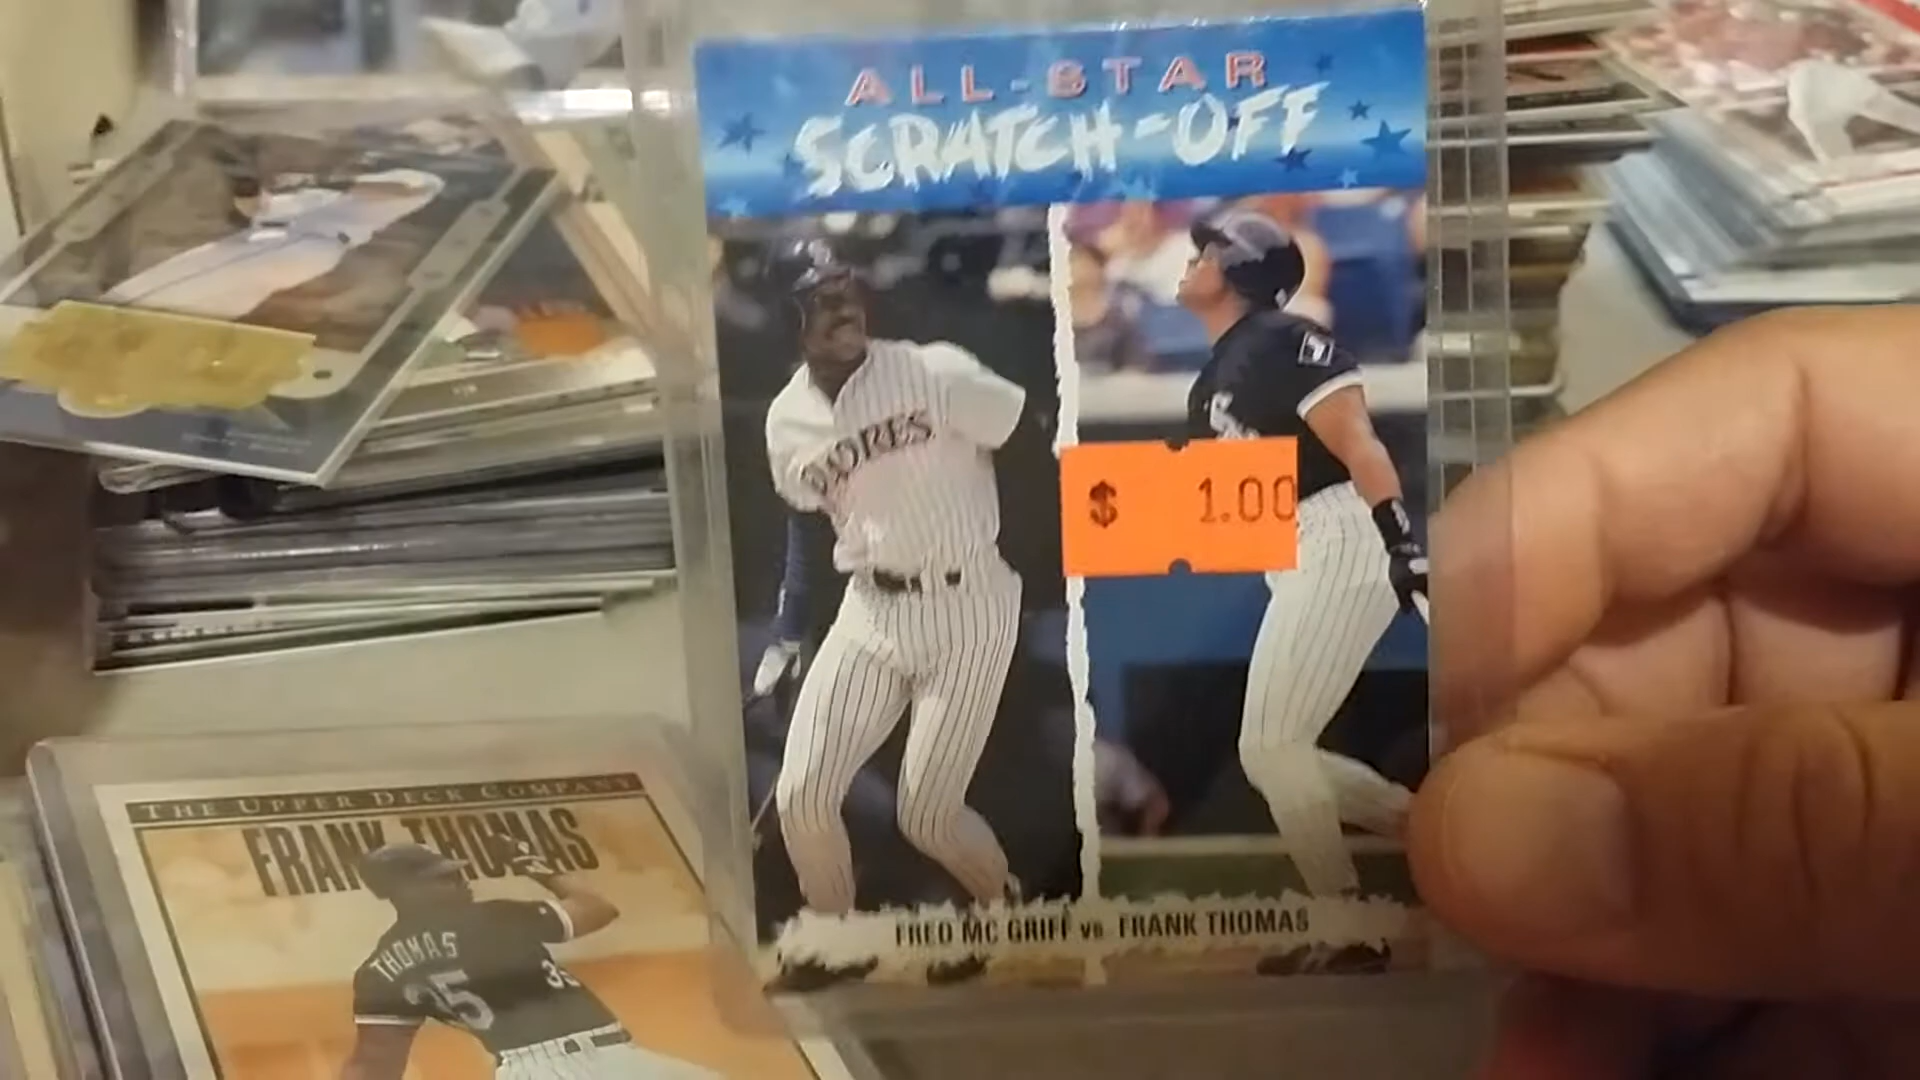 ALL-STAR
SCRATCH-OFF
PADRES
$ 1.00
FRED MC GRIFF vs. FRANK THOMAS
THE UPPER DECK COMPANY
FRANK THOMAS
THOMAS
35
35